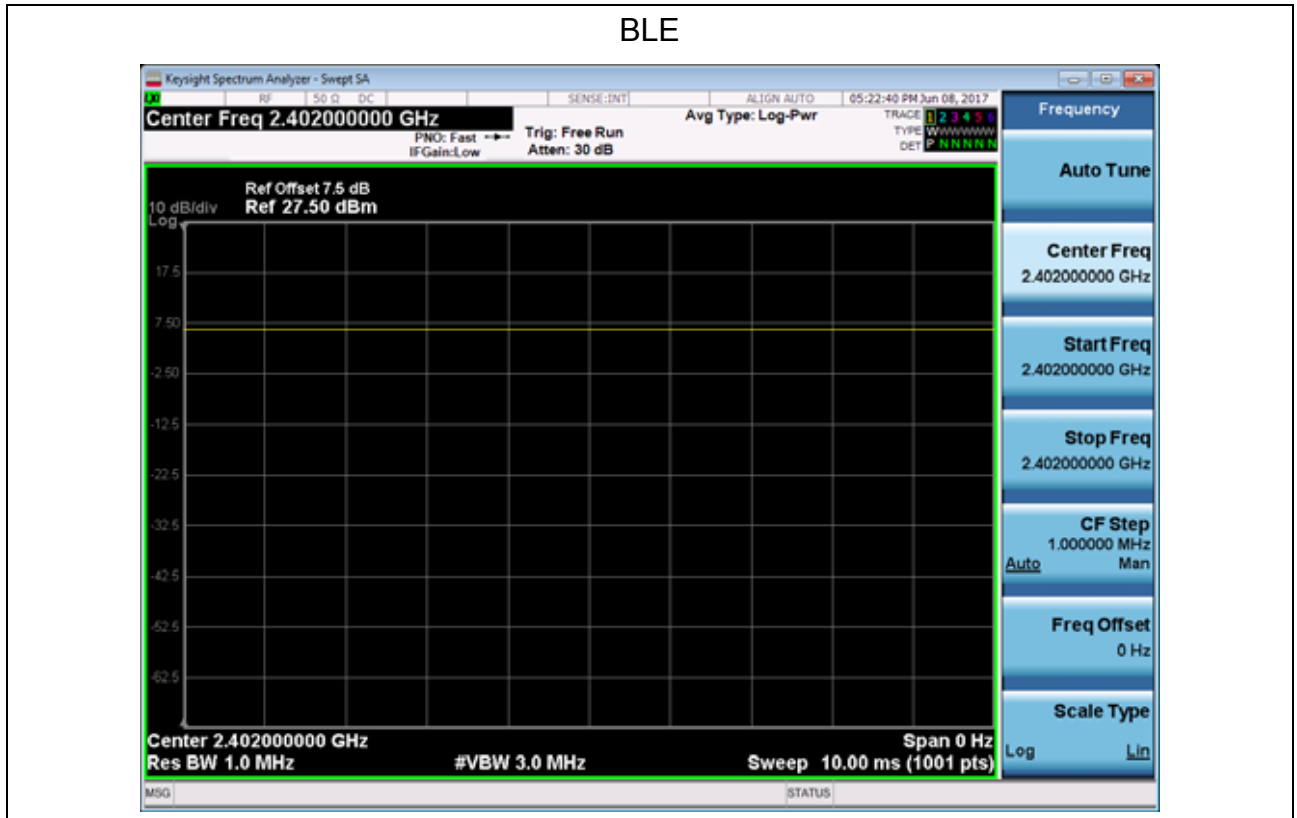 BLE
Keysight Spectrum Analyzer - Swept SA
RF 50 Ω DC SENSE:INT ALIGN AUTO 05:22:40 PM Jun 08, 2017
Center Freq 2.402000000 GHz
PNO: Fast
IFGain:Low
Trig: Free Run
Atten: 30 dB
Avg Type: Log-Pwr
TRACE 1 2 3 4 5 6
TYPE WWWWWW
DET P N N N N N
Ref Offset 7.5 dB
10 dB/div Ref 27.50 dBm
Log
17.5
7.50
-2.50
-12.5
-22.5
-32.5
-42.5
-52.5
-62.5
Center 2.402000000 GHz Span 0 Hz
Res BW 1.0 MHz #VBW 3.0 MHz Sweep 10.00 ms (1001 pts)
MSG STATUS
Frequency
Auto Tune
Center Freq
2.402000000 GHz
Start Freq
2.402000000 GHz
Stop Freq
2.402000000 GHz
CF Step
1.000000 MHz
Auto Man
Freq Offset
0 Hz
Scale Type
Log Lin